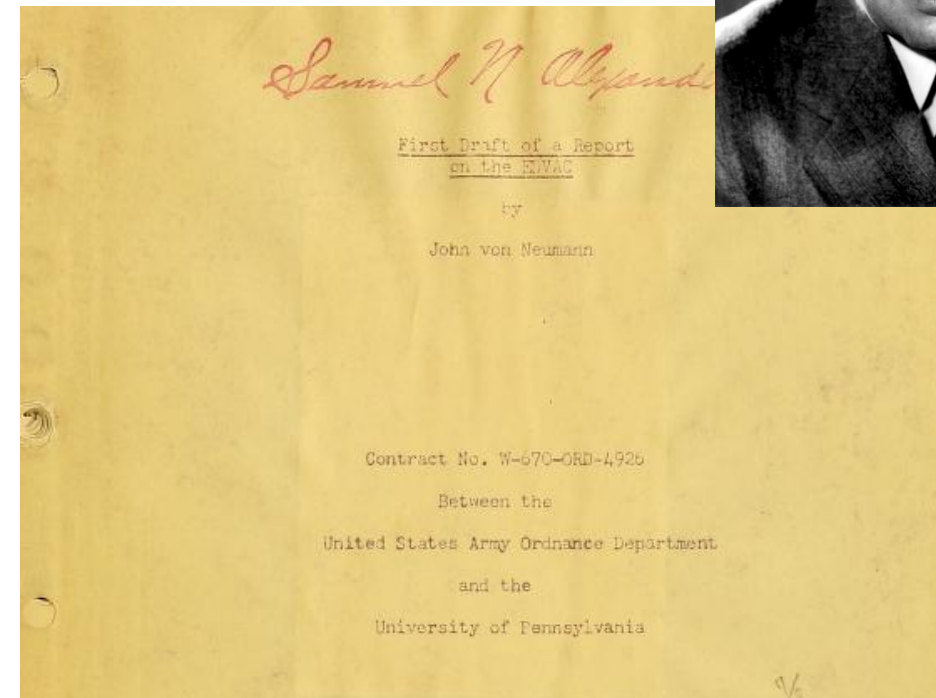 Samuel N Alexande
First Draft of a Report
on the EDVAC
by
John von Neumann
Contract No. W-670-ORD-4926
Between the
United States Army Ordnance Department
and the
University of Pennsylvania